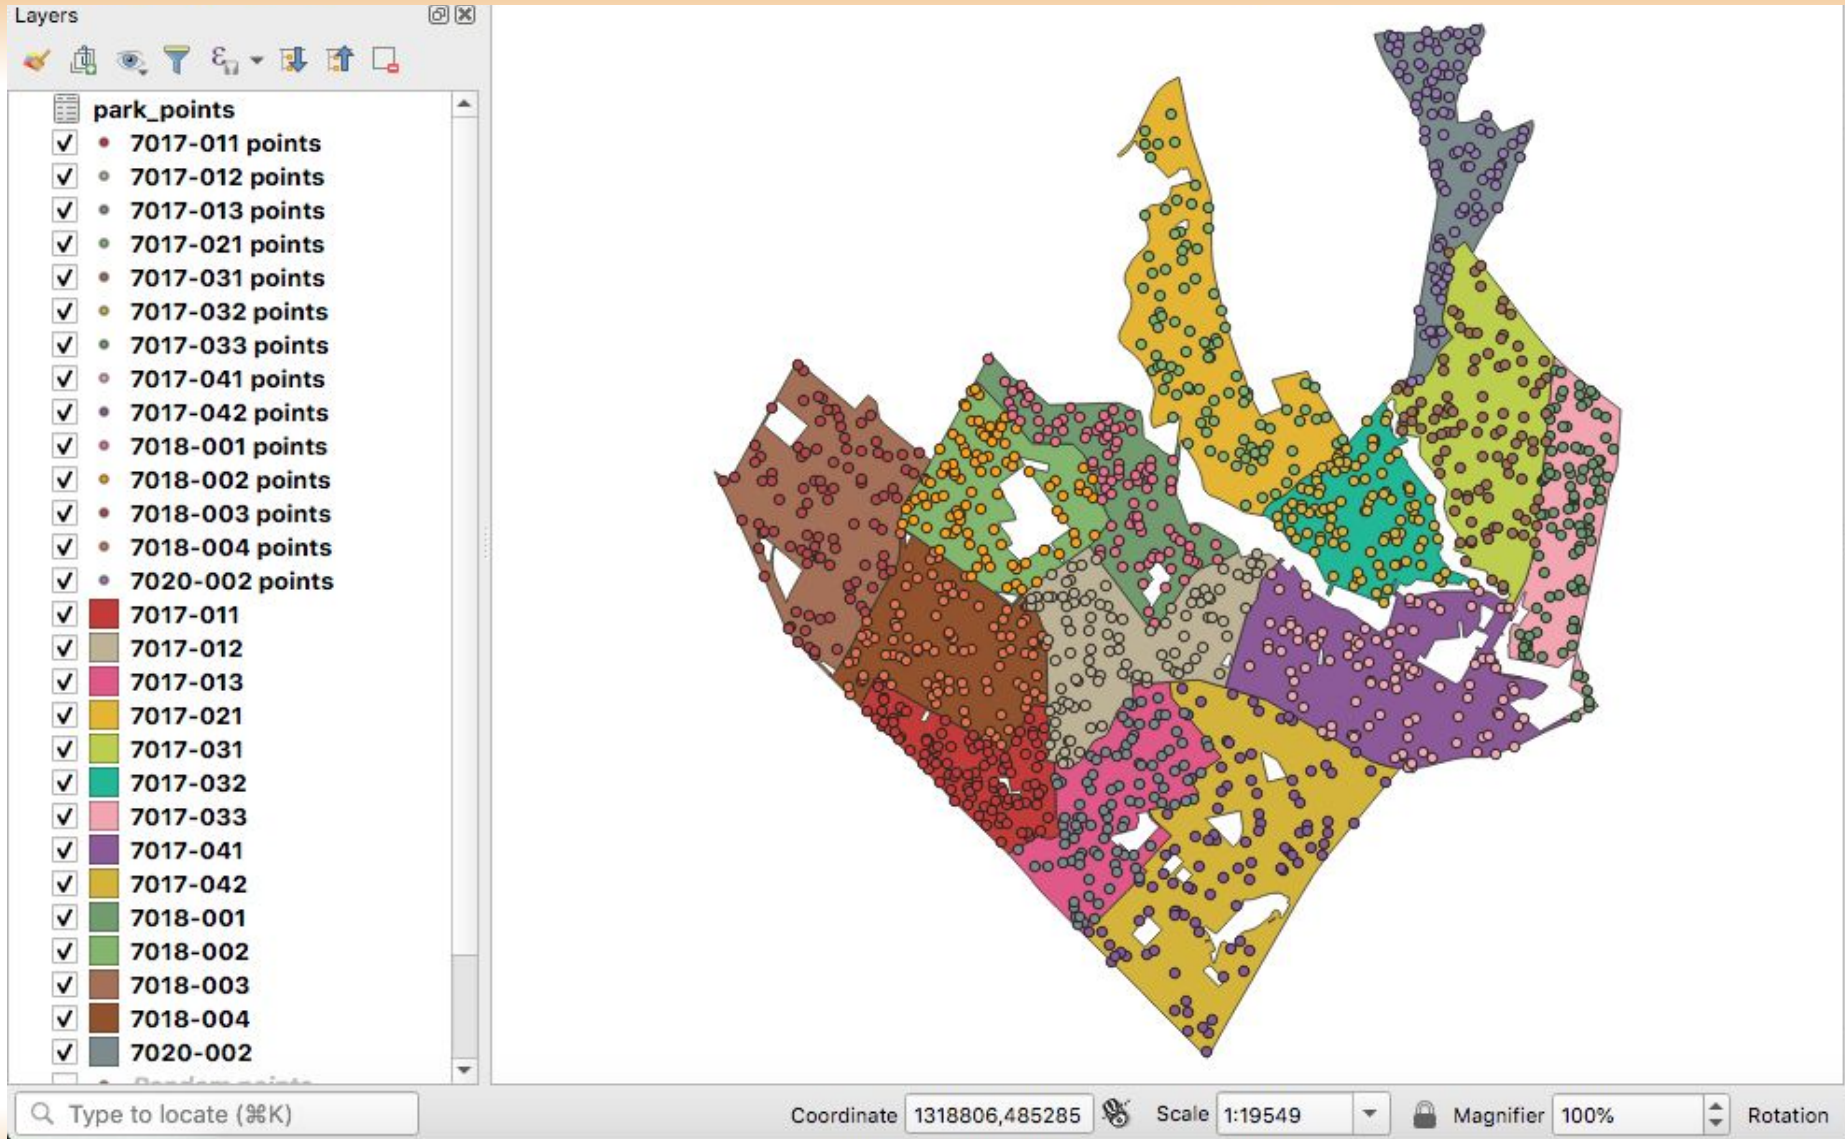 Layers
ε
park_points
7017-011 points
7017-012 points
7017-013 points
7017-021 points
7017-031 points
7017-032 points
7017-033 points
7017-041 points
7017-042 points
7018-001 points
7018-002 points
7018-003 points
7018-004 points
7020-002 points
7017-011
7017-012
7017-013
7017-021
7017-031
7017-032
7017-033
7017-041
7017-042
7018-001
7018-002
7018-003
7018-004
7020-002
Random points
Type to locate (⌘K)
Coordinate 1318806,485285 Scale 1:19549 Magnifier 100% Rotation